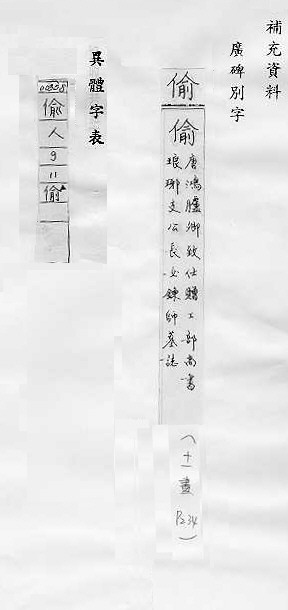 補充資料
廣碑別字
偷
偷
唐鴻臚卿致仕贈工部尚書
琅琊支公長女鍊師墓誌
（十一畫 P234）
異體字表
00338
偷
人
9
11
偷